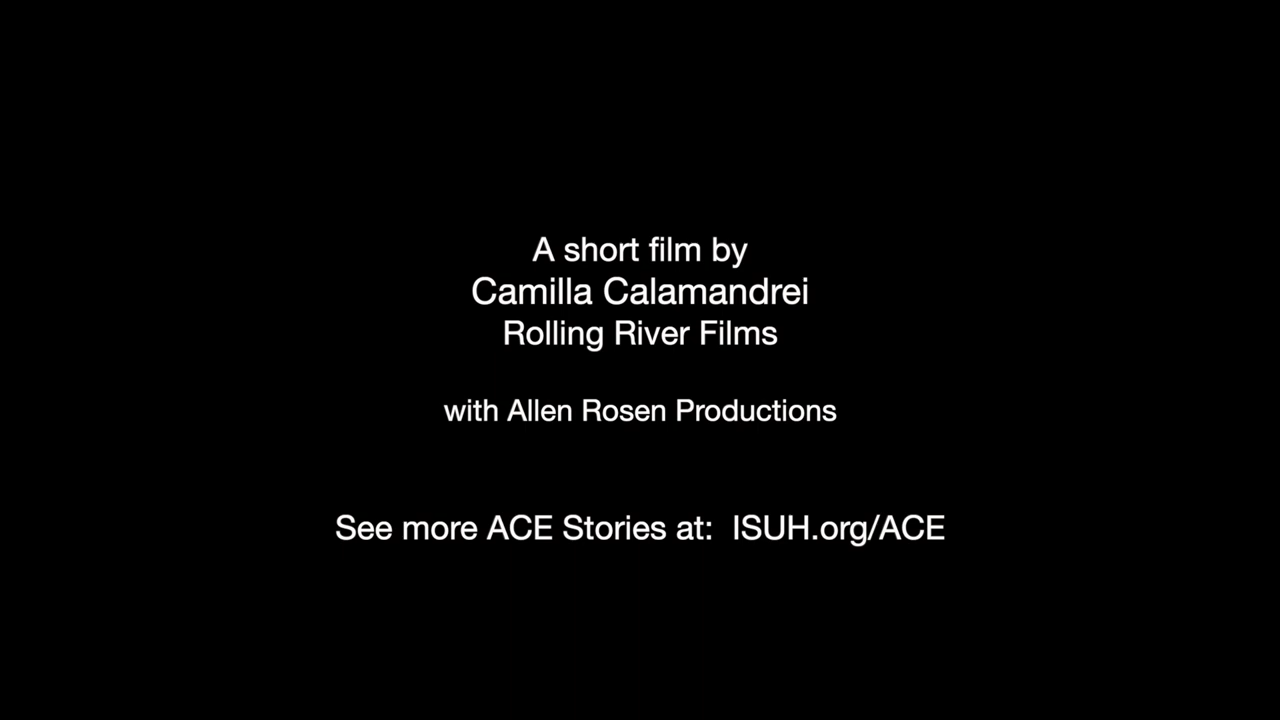 A short film by
Camilla Calamandrei
Rolling River Films
with Allen Rosen Productions
See more ACE Stories at:  ISUH.org/ACE